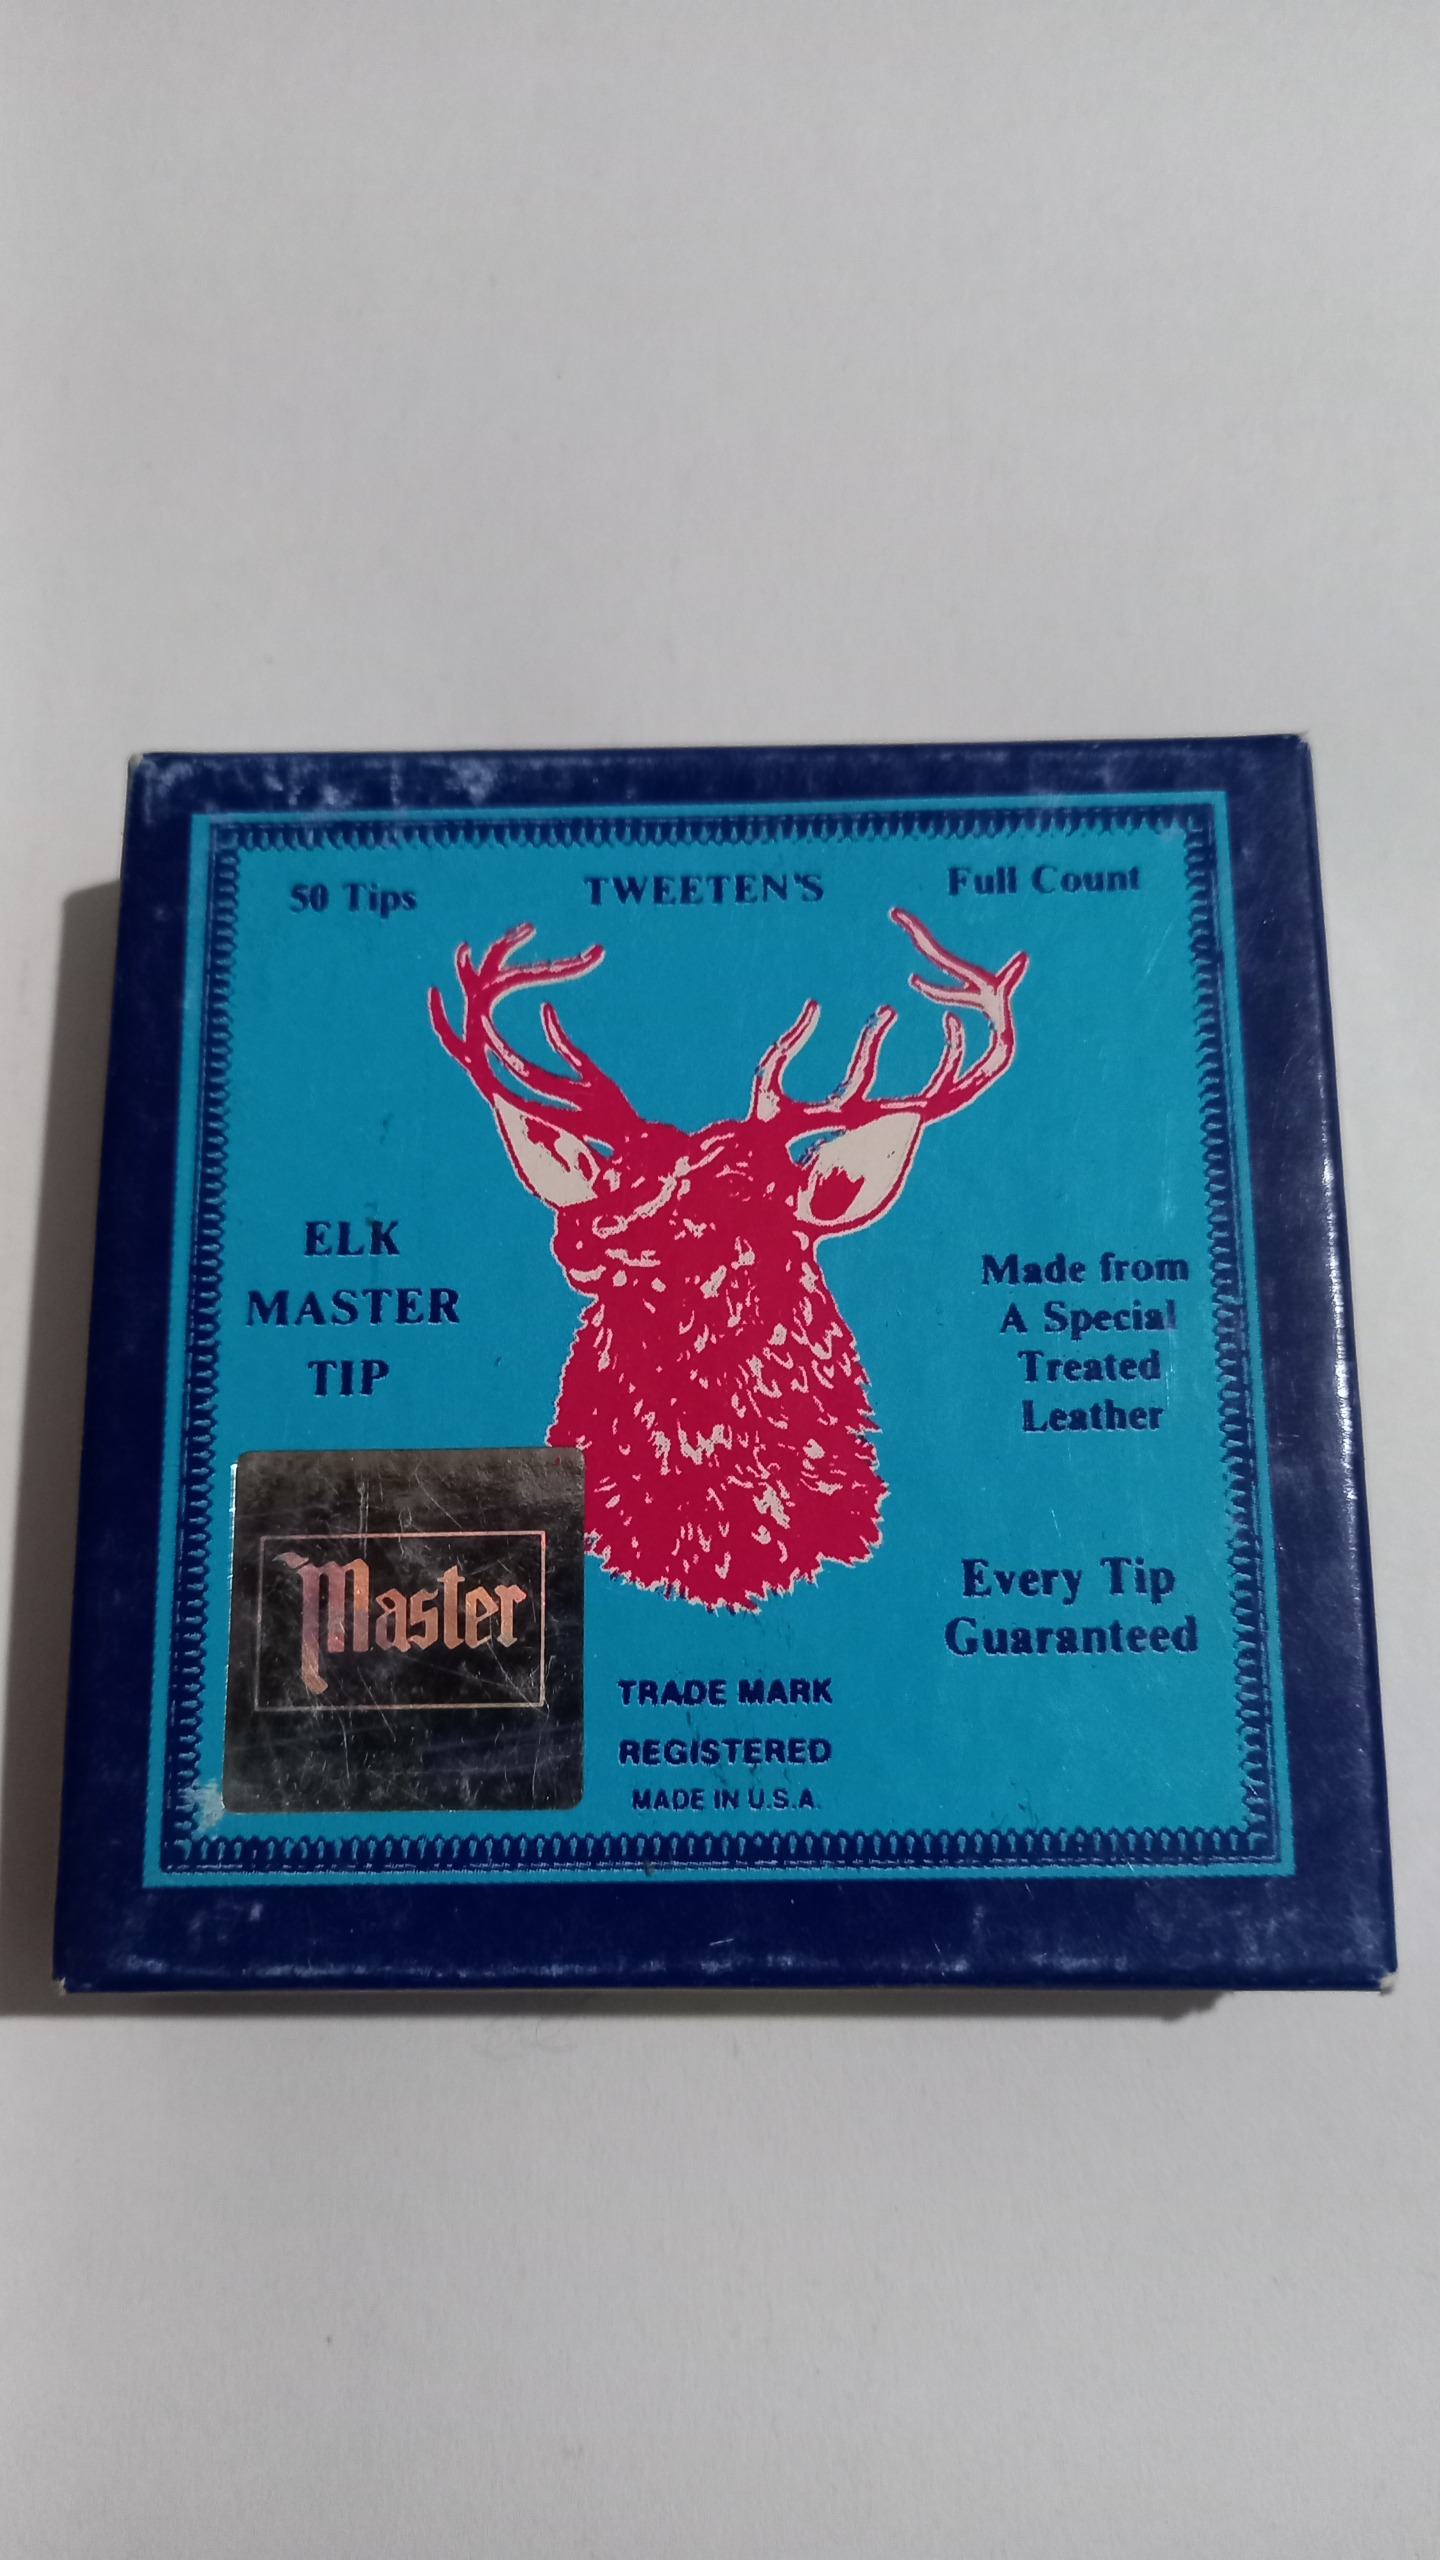 50 Tips
TWEETEN'S
Full Count
ELK
MASTER
TIP
Made from
A Special
Treated
Leather
Every Tip
Guaranteed
Master
TRADE MARK
REGISTERED
MADE IN U.S.A.